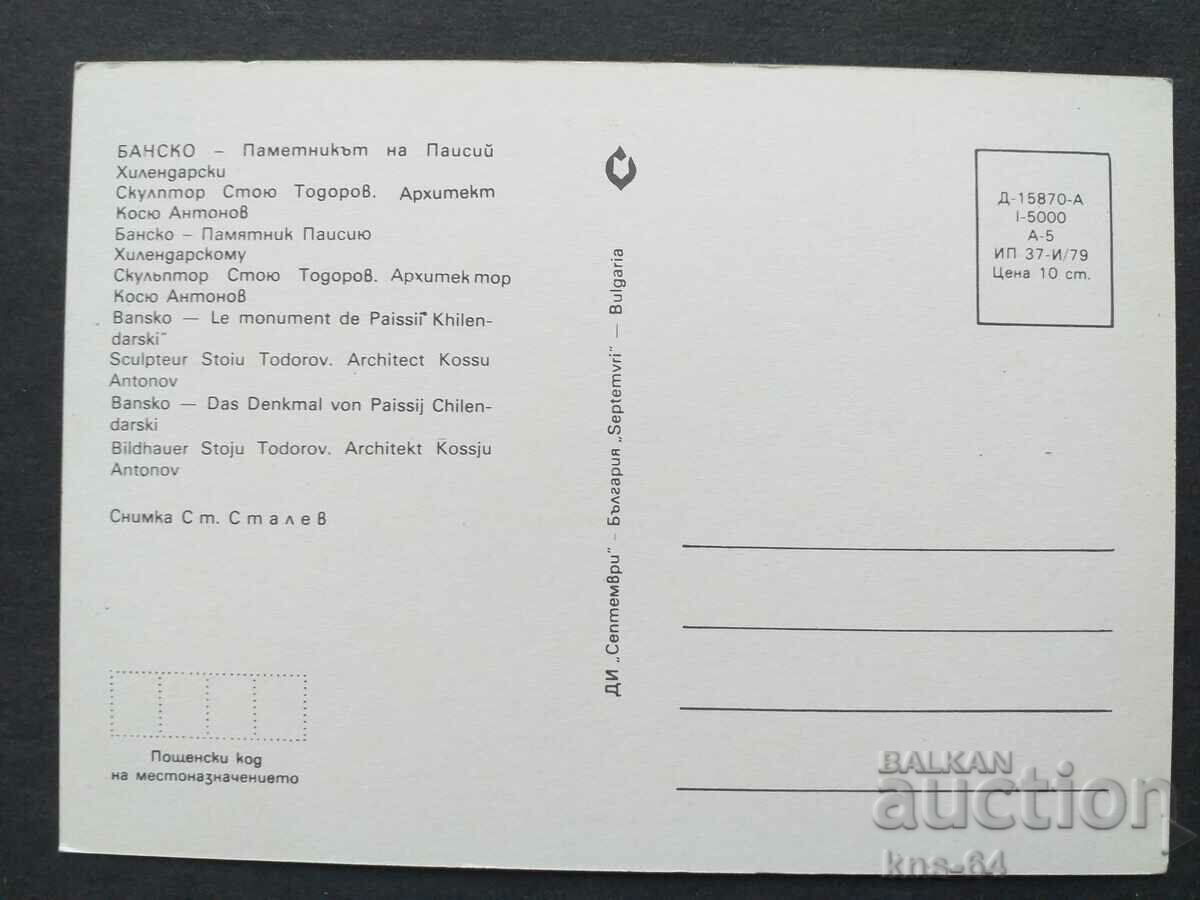 БАНСКО – Паметникът на Паисий
Хилендарски
Скулптор Стою Тодоров. Архитект
Косю Антонов
Банско – Памятник Паисию
Хилендарскому
Скульптор Стою Тодоров. Архитектор
Косю Антонов
Bansko — Le monument de Paissii Khilen-
darski
Sculpteur Stoiu Todorov. Architect Kossu
Antonov
Bansko — Das Denkmal von Paissij Chilen-
darski
Bildhauer Stoju Todorov. Architekt Kossju
Antonov
Снимка Ст. Сталев
Пощенски код
на местоназначението
ДИ „Септември" – България „Septemvri" — Bulgaria
Д-15870-А
I-5000
А-5
ИП 37-И/79
Цена 10 ст.
BALKAN
auction
kns-64